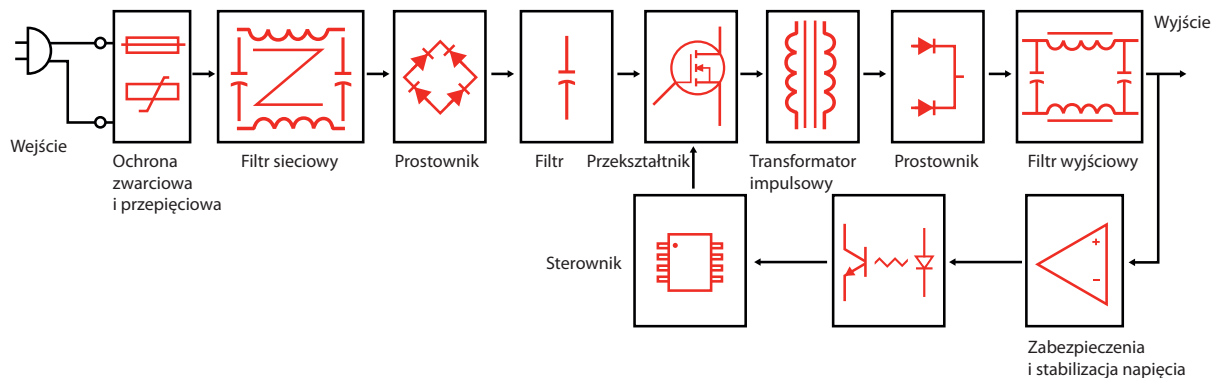 Wyjście
Wejście
Ochrona
zwarciowa
i przepięciowa
Filtr sieciowy
Prostownik
Filtr
Przekształtnik
Transformator
impulsowy
Prostownik
Filtr wyjściowy
Sterownik
+
−
Zabezpieczenia
i stabilizacja napięcia